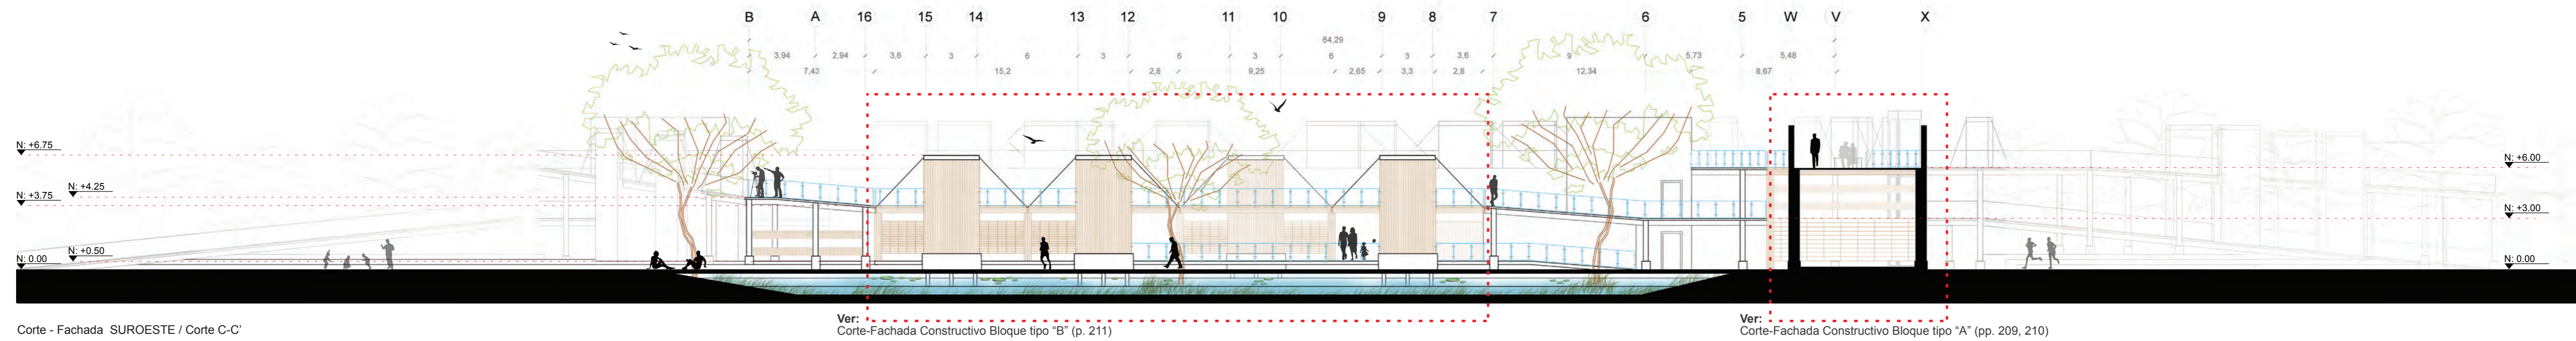 B A 16 15 14 13 12 11 10 9 8 7 6 5 W V X
64,29
3,94 2,94 3,6 3 6 3 6 3 6 3 3,6 9 5,73 5,48
7,43 15,2 2,8 9,25 2,65 3,3 2,8 12,34 8,67
N: +6.75
N: +6.00
N: +4.25
N: +3.75
N: +3.00
N: +0.50
N: 0.00
N: 0.00
Corte - Fachada SUROESTE / Corte C-C'
Ver:
Corte-Fachada Constructivo Bloque tipo “B” (p. 211)
Ver:
Corte-Fachada Constructivo Bloque tipo “A” (pp. 209, 210)